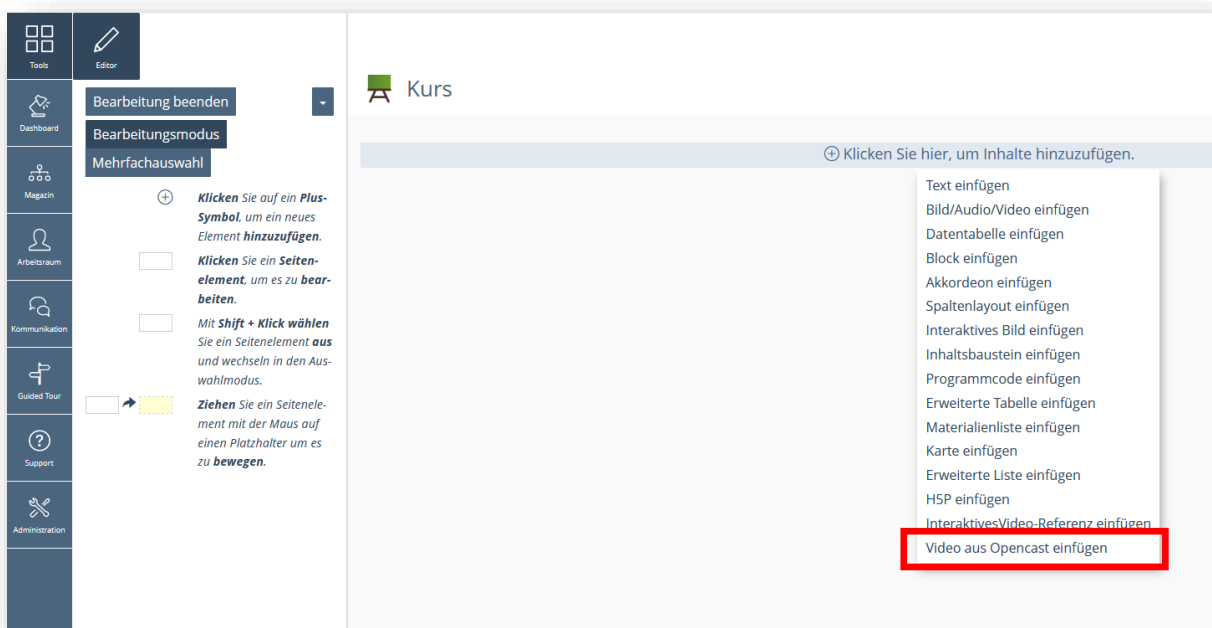 Tools
Editor
Dashboard
Magazin
Arbeitsraum
Kommunikation
Guided Tour
Support
Administration
Bearbeitung beenden
Bearbeitungsmodus
Mehrfachauswahl
Klicken Sie auf ein Plus-
Symbol, um ein neues
Element hinzuzufügen.
Klicken Sie ein Seiten-
element, um es zu bear-
beiten.
Mit Shift + Klick wählen
Sie ein Seitenelement aus
und wechseln in den Aus-
wahlmodus.
Ziehen Sie ein Seitenele-
ment mit der Maus auf
einen Platzhalter um es
zu bewegen.
Kurs
Klicken Sie hier, um Inhalte hinzuzufügen.
Text einfügen
Bild/Audio/Video einfügen
Datentabelle einfügen
Block einfügen
Akkordeon einfügen
Spaltenlayout einfügen
Interaktives Bild einfügen
Inhaltsbaustein einfügen
Programmcode einfügen
Erweiterte Tabelle einfügen
Materialienliste einfügen
Karte einfügen
Erweiterte Liste einfügen
H5P einfügen
InteraktivesVideo-Referenz einfügen
Video aus Opencast einfügen